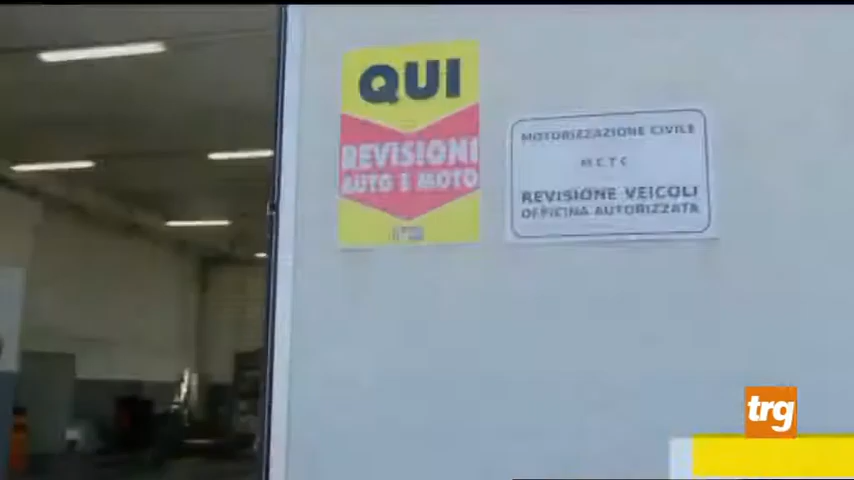 QUI
REVISIONI
AUTO E MOTO
MOTORIZZAZIONE CIVILE
M.C.T.C
REVISIONE VEICOLI
OFFICINA AUTORIZZATA
trg